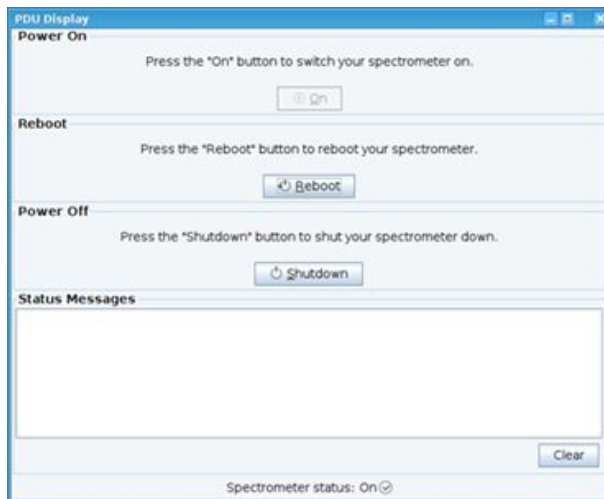 PDU Display
Power On
Press the "On" button to switch your spectrometer on.
On
Reboot
Press the "Reboot" button to reboot your spectrometer.
Reboot
Power Off
Press the "Shutdown" button to shut your spectrometer down.
Shutdown
Status Messages
Clear
Spectrometer status: On